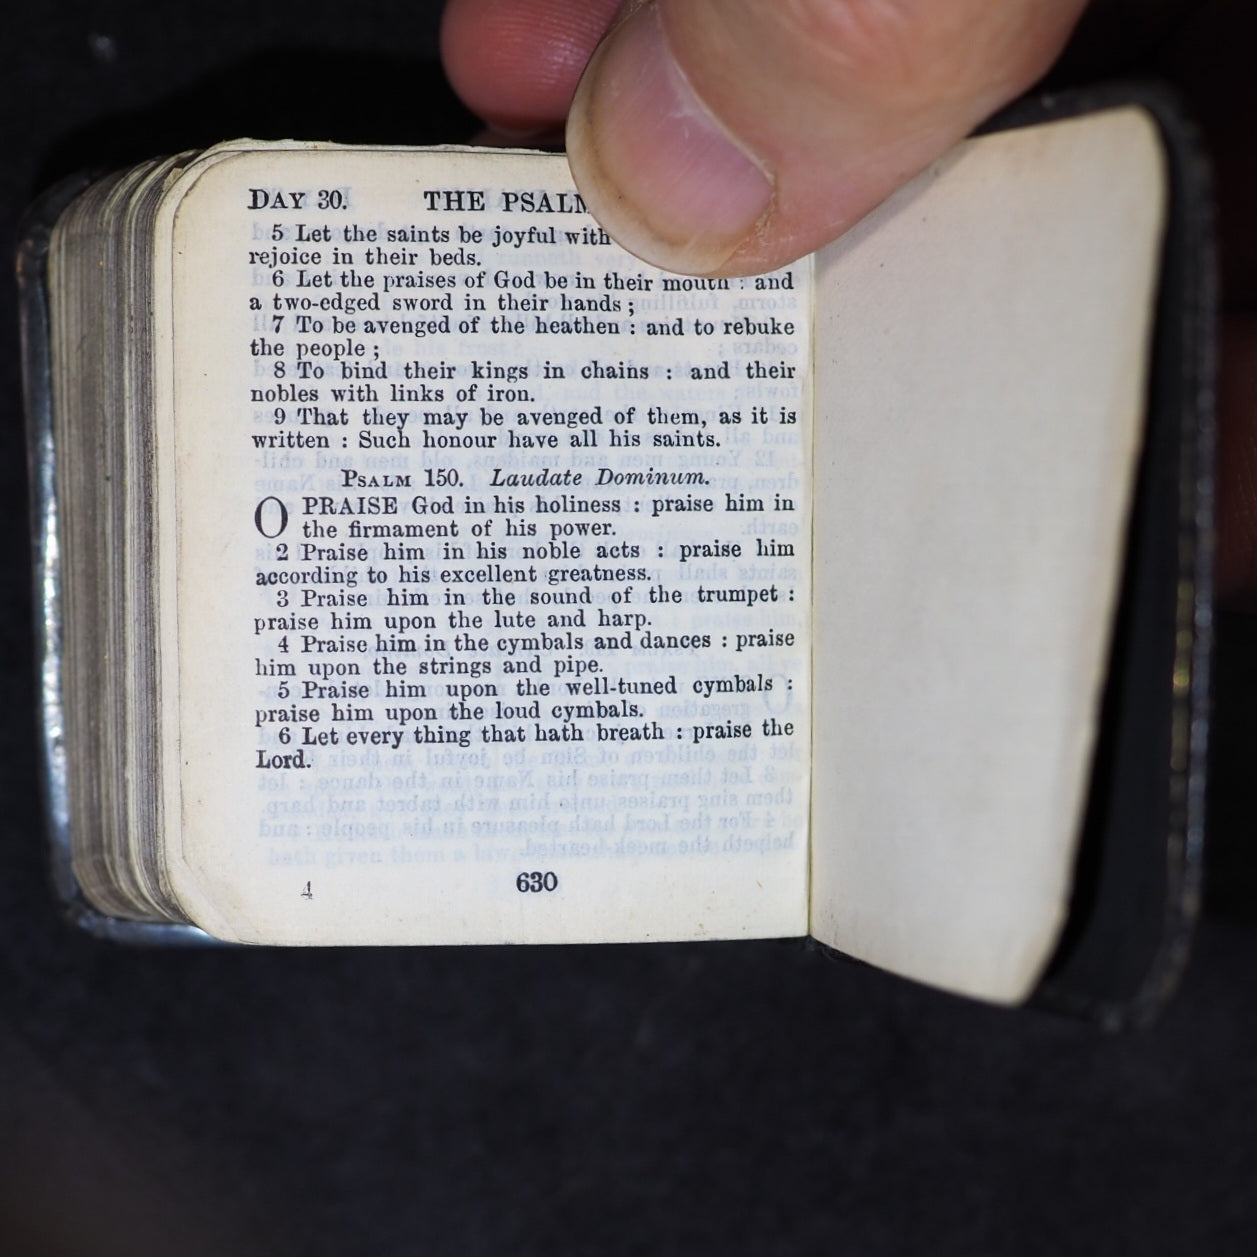 DAY 30. THE PSALM
5 Let the saints be joyful with
rejoice in their beds.
6 Let the praises of God be in their mouth : and
a two-edged sword in their hands ;
7 To be avenged of the heathen : and to rebuke
the people ;
8 To bind their kings in chains : and their
nobles with links of iron.
9 That they may be avenged of them, as it is
written : Such honour have all his saints.
PSALM 150. Laudate Dominum.
O PRAISE God in his holiness : praise him in
the firmament of his power.
2 Praise him in his noble acts : praise him
according to his excellent greatness.
3 Praise him in the sound of the trumpet :
praise him upon the lute and harp.
4 Praise him in the cymbals and dances : praise
him upon the strings and pipe.
5 Praise him upon the well-tuned cymbals :
praise him upon the loud cymbals.
6 Let every thing that hath breath : praise the
Lord.
4 630